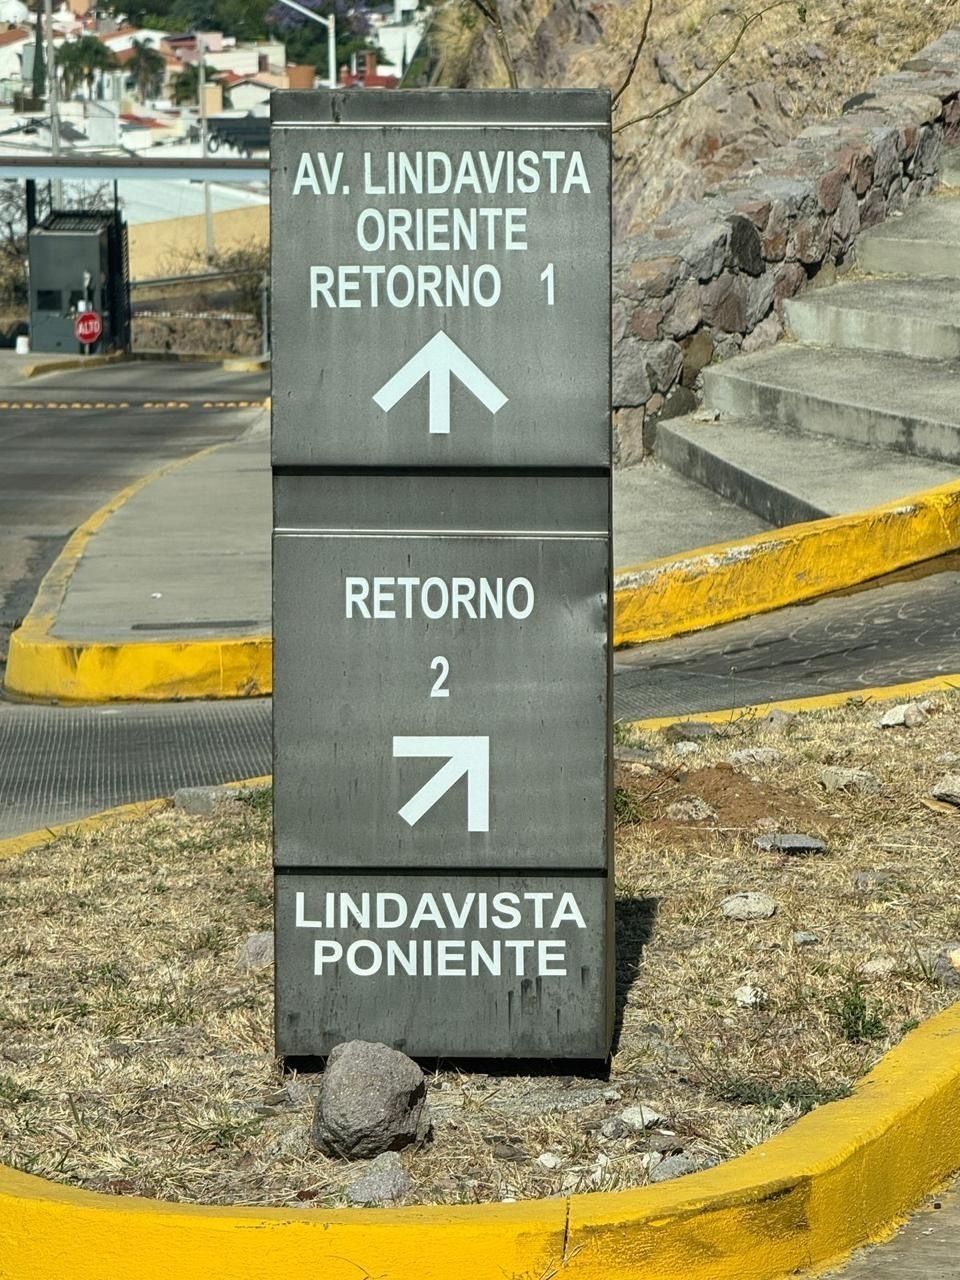 AV. LINDAVISTA
ORIENTE
RETORNO 1
RETORNO
2
LINDAVISTA
PONIENTE
ALTO